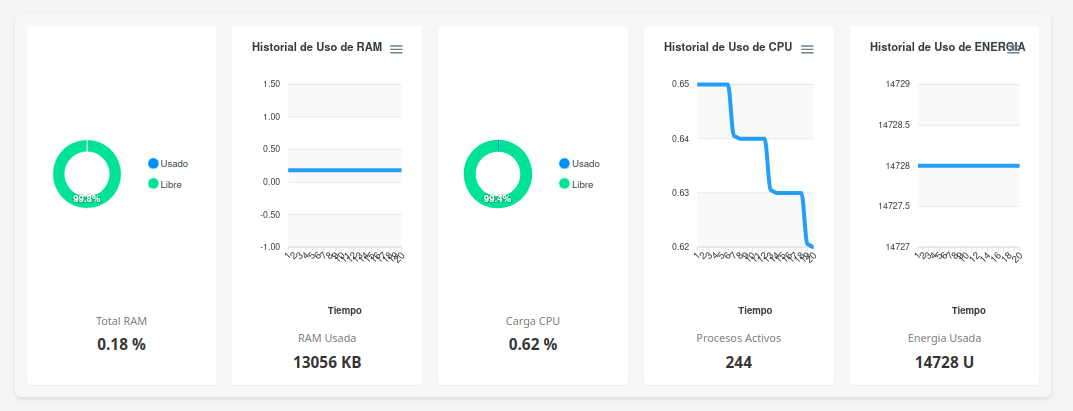 99.8%
Usado
Libre
Total RAM
0.18 %
Historial de Uso de RAM
1.50
1.00
0.50
0.00
-0.50
-1.00
1 2 3 4 5 6 7 8 9 10 11 12 13 14 15 16 17 18 19 20
Tiempo
RAM Usada
13056 KB
99.4%
Usado
Libre
Carga CPU
0.62 %
Historial de Uso de CPU
0.65
0.64
0.63
0.62
1 2 3 4 5 6 7 8 9 10 11 12 13 14 15 16 17 18 19 20
Tiempo
Procesos Activos
244
Historial de Uso de ENERGIA
14729
14728.5
14728
14727.5
14727
1 2 3 4 5 6 7 8 9 10 12 14 16 18 20
Tiempo
Energia Usada
14728 U